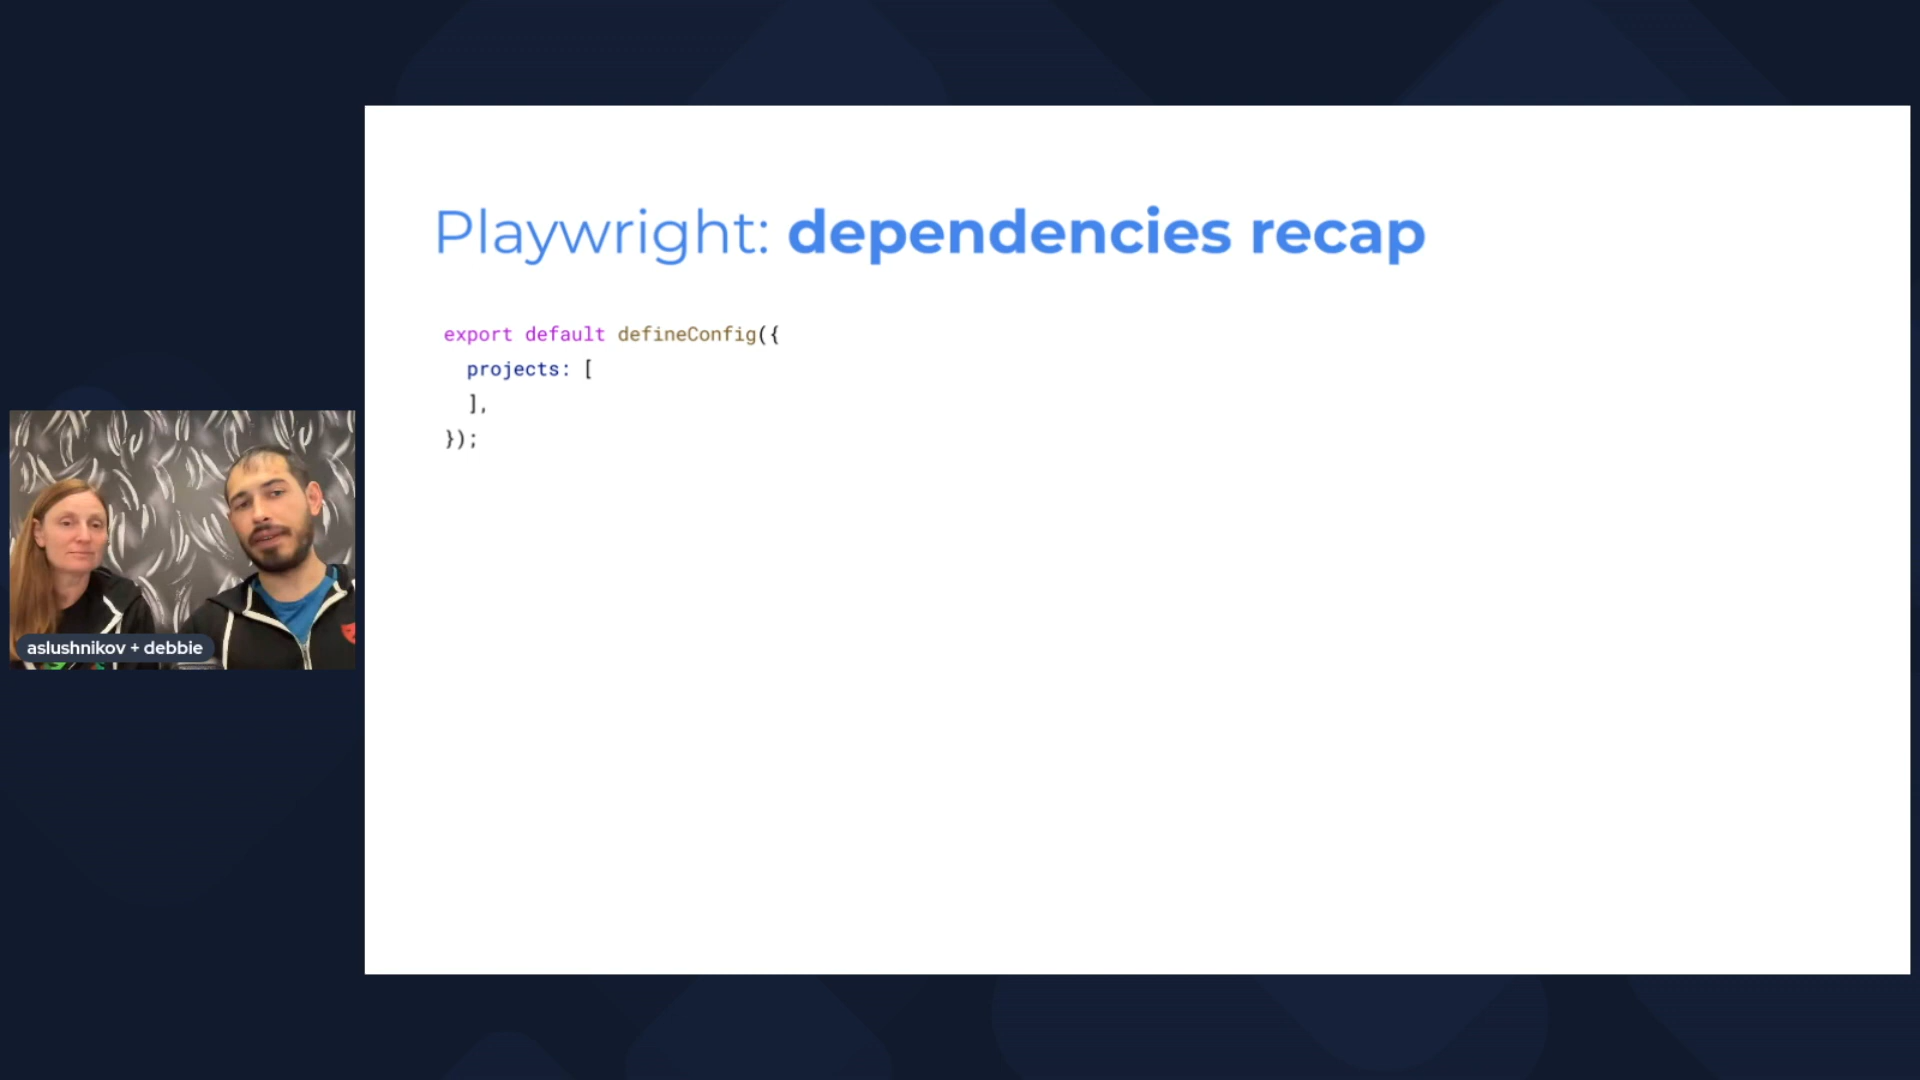 Playwright: dependencies recap
export default defineConfig({
  projects: [
  ],
});
aslushnikov + debbie